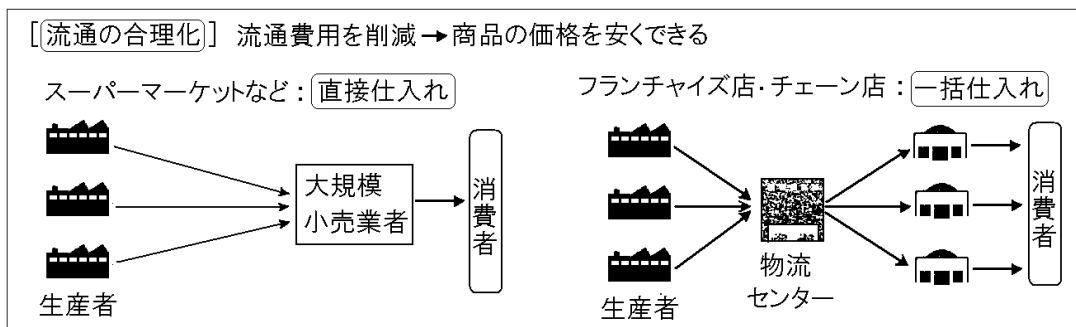 [流通の合理化] 流通費用を削減→商品の価格を安くできる
スーパーマーケットなど：直接仕入れ
大規模
小売業者
消費者
生産者
フランチャイズ店・チェーン店：一括仕入れ
物流
センター
消費者
生産者